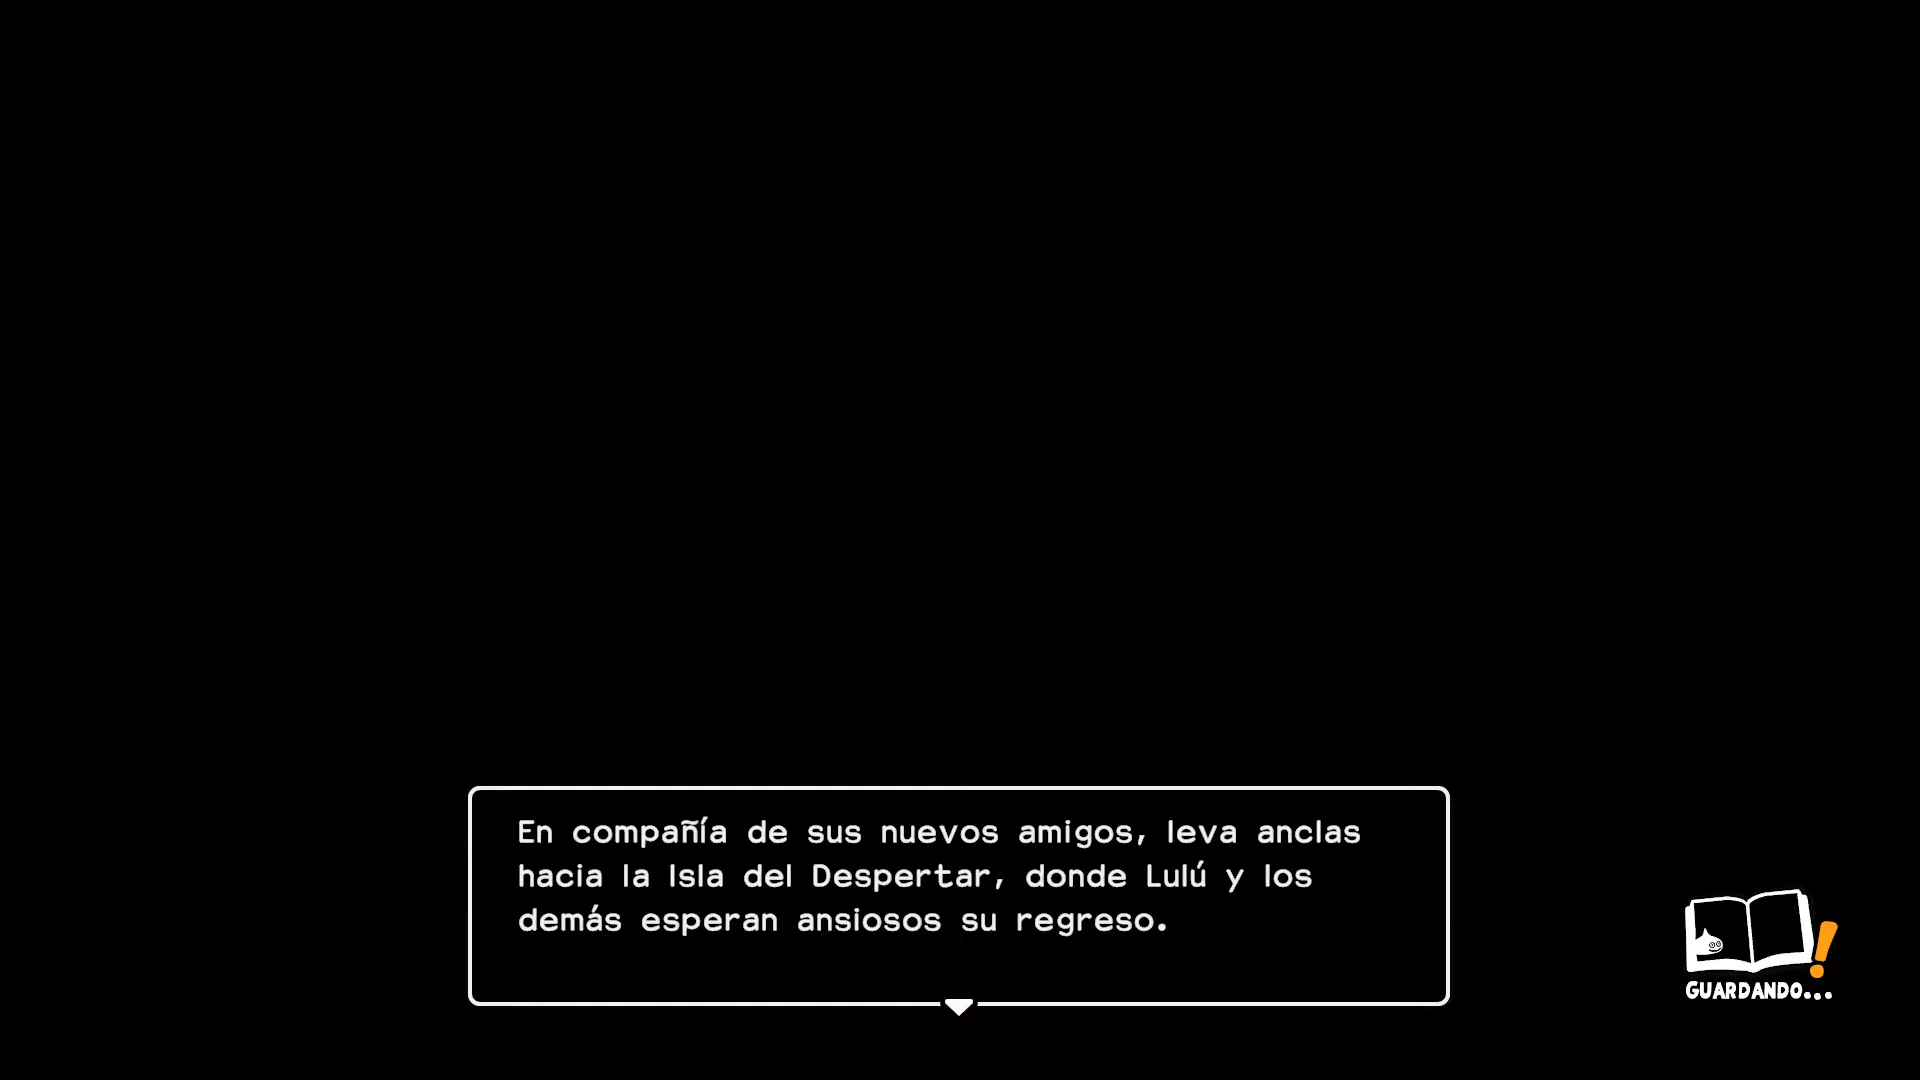 En compañía de sus nuevos amigos, leva anclas
hacia la Isla del Despertar, donde Lulú y los
demás esperan ansiosos su regreso.
GUARDANDO...